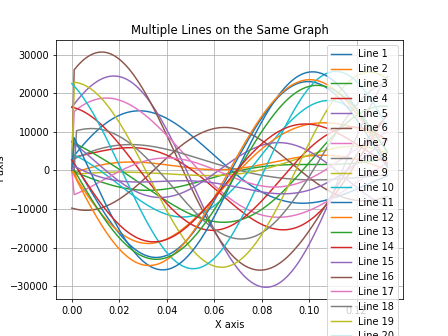 Multiple Lines on the Same Graph
30000
20000
10000
0
−10000
−20000
−30000
0.00
0.02
0.04
0.06
0.08
0.10
X axis
axis
Line 1
Line 2
Line 3
Line 4
Line 5
Line 6
Line 7
Line 8
Line 9
Line 10
Line 11
Line 12
Line 13
Line 14
Line 15
Line 16
Line 17
Line 18
Line 19
Line 20